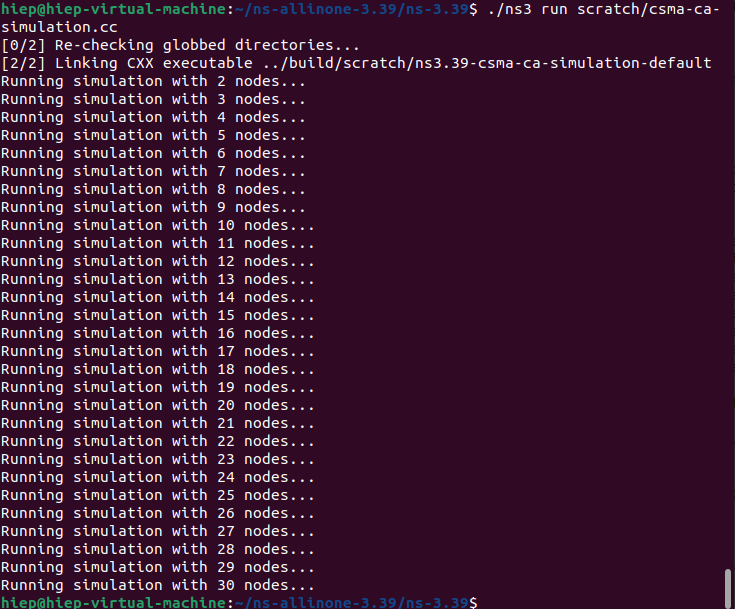 hiep@hiep-virtual-machine:~/ns-allinone-3.39/ns-3.39$ ./ns3 run scratch/csma-ca-
simulation.cc
[0/2] Re-checking globbed directories...
[2/2] Linking CXX executable ../build/scratch/ns3.39-csma-ca-simulation-default
Running simulation with 2 nodes...
Running simulation with 3 nodes...
Running simulation with 4 nodes...
Running simulation with 5 nodes...
Running simulation with 6 nodes...
Running simulation with 7 nodes...
Running simulation with 8 nodes...
Running simulation with 9 nodes...
Running simulation with 10 nodes...
Running simulation with 11 nodes...
Running simulation with 12 nodes...
Running simulation with 13 nodes...
Running simulation with 14 nodes...
Running simulation with 15 nodes...
Running simulation with 16 nodes...
Running simulation with 17 nodes...
Running simulation with 18 nodes...
Running simulation with 19 nodes...
Running simulation with 20 nodes...
Running simulation with 21 nodes...
Running simulation with 22 nodes...
Running simulation with 23 nodes...
Running simulation with 24 nodes...
Running simulation with 25 nodes...
Running simulation with 26 nodes...
Running simulation with 27 nodes...
Running simulation with 28 nodes...
Running simulation with 29 nodes...
Running simulation with 30 nodes...
hiep@hiep-virtual-machine:~/ns-allinone-3.39/ns-3.39$